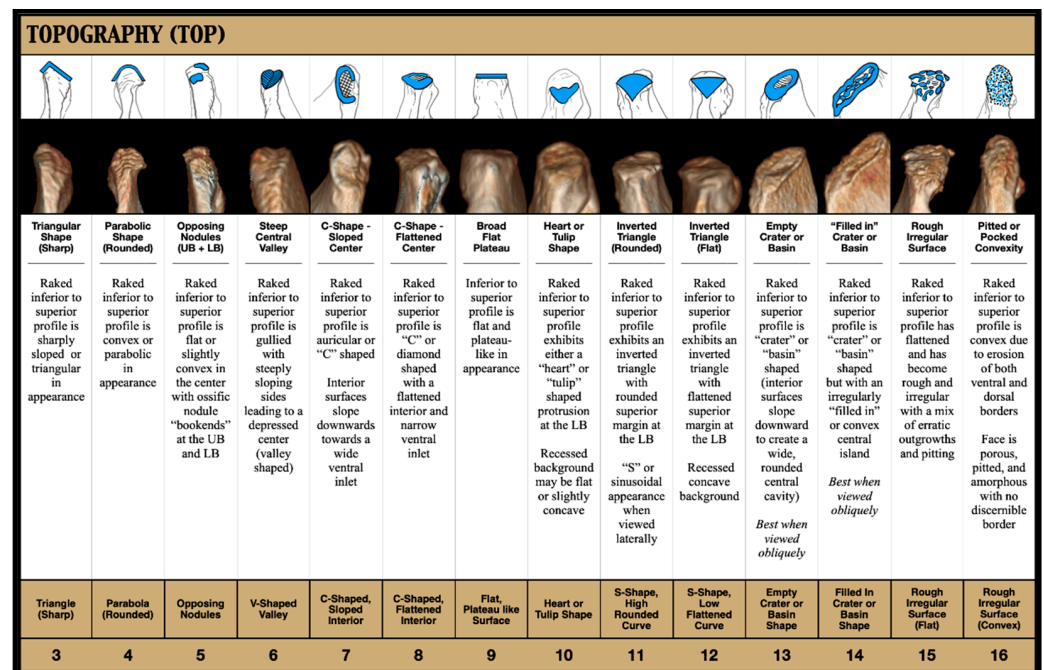 TOPOGRAPHY (TOP)
Triangular
Shape
(Sharp)
Raked
inferior to
superior
profile is
sharply
sloped or
triangular
in
appearance
Parabolic
Shape
(Rounded)
Raked
inferior to
superior
profile is
convex or
parabolic
in
appearance
Opposing
Nodules
(UB + LB)
Raked
inferior to
superior
profile is
flat or
slightly
convex in
the center
with ossific
nodule
“bookends”
at the UB
and LB
Steep
Central
Valley
Raked
inferior to
superior
profile is
gullied
with
steeply
sloping
sides
leading to a
depressed
center
(valley
shaped)
C-Shape -
Sloped
Center
Raked
inferior to
superior
profile is
auricular or
“C” shaped
Interior
surfaces
slope
downwards
towards a
wide
ventral
inlet
C-Shape -
Flattened
Center
Raked
inferior to
superior
profile is
“C” or
diamond
shaped
with a
flattened
interior and
narrow
ventral
inlet
Broad
Flat
Plateau
Inferior to
superior
profile is
flat and
plateau-
like in
appearance
Heart or
Tulip
Shape
Raked
inferior to
superior
profile
exhibits
either a
“heart” or
“tulip”
shaped
protrusion
at the LB
Recessed
background
may be flat
or slightly
concave
Inverted
Triangle
(Rounded)
Raked
inferior to
superior
profile
exhibits an
inverted
triangle
with
rounded
superior
margin at
the LB
“S” or
sinusoidal
appearance
when
viewed
laterally
Inverted
Triangle
(Flat)
Raked
inferior to
superior
profile
exhibits an
inverted
triangle
with
flattened
superior
margin at
the LB
Recessed
concave
background
Empty
Crater or
Basin
Raked
inferior to
superior
profile is
“crater” or
“basin”
shaped
(interior
surfaces
slope
downward
to create a
wide,
rounded
central
cavity)
Best when
viewed
obliquely
“Filled in”
Crater or
Basin
Raked
inferior to
superior
profile is
“crater” or
“basin”
shaped
but with an
irregularly
“filled in”
or convex
central
island
Best when
viewed
obliquely
Rough
Irregular
Surface
Raked
inferior to
superior
profile has
flattened
and has
become
rough and
irregular
with a mix
of erratic
outgrowths
and pitting
Pitted or
Pocked
Convexity
Raked
inferior to
superior
profile is
convex due
to erosion
of both
ventral and
dorsal
borders
Face is
porous,
pitted, and
amorphous
with no
discernible
border
Triangle
(Sharp)
Parabola
(Rounded)
Opposing
Nodules
V-Shaped
Valley
C-Shaped,
Sloped
Interior
C-Shaped,
Flattened
Interior
Flat,
Plateau like
Surface
Heart or
Tulip Shape
S-Shape,
High
Rounded
Curve
S-Shape,
Low
Flattened
Curve
Empty
Crater or
Basin
Shape
Filled In
Crater or
Basin
Shape
Rough
Irregular
Surface
(Flat)
Rough
Irregular
Surface
(Convex)
3 4 5 6 7 8 9 10 11 12 13 14 15 16